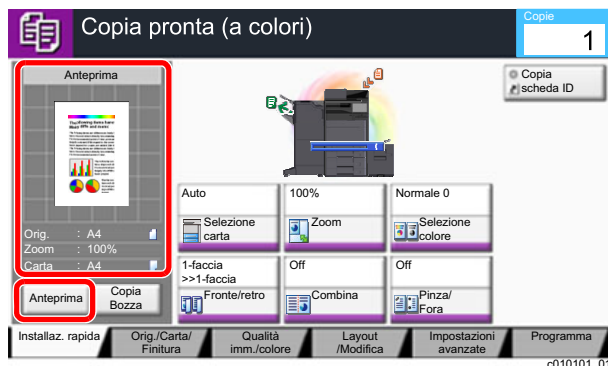 Copia pronta (a colori)
Copie
1
Anteprima
Orig. : A4
Zoom : 100%
Carta : A4
Anteprima
Copia
Bozza
Copia
scheda ID
Auto
Selezione
carta
100%
Zoom
Normale 0
Selezione
colore
1-faccia
>>1-faccia
Fronte/retro
Off
Combina
Off
Pinza/
Fora
Installaz. rapida
Orig./Carta/
Finitura
Qualità
imm./colore
Layout
/Modifica
Impostazioni
avanzate
Programma